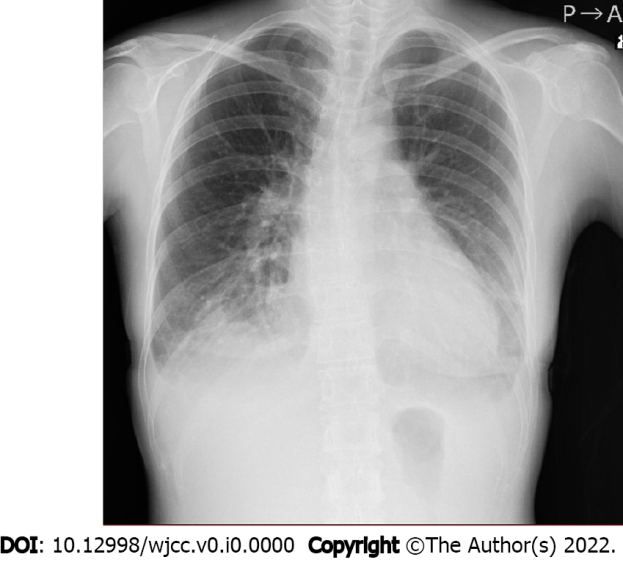 P→A
DOI: 10.12998/wjcc.v0.i0.0000 Copyright ©The Author(s) 2022.